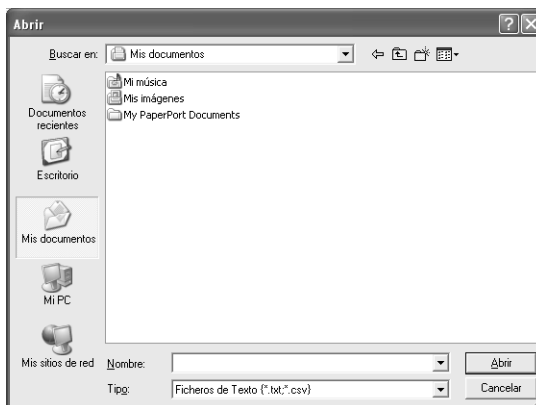 Abrir
Buscar en: Mis documentos
Documentos
recientes
Escritorio
Mis documentos
Mi PC
Mis sitios de red
Mi música
Mis imágenes
My PaperPort Documents
Nombre: Abrir
Tipo: Ficheros de Texto {*.txt;*.csv} Cancelar